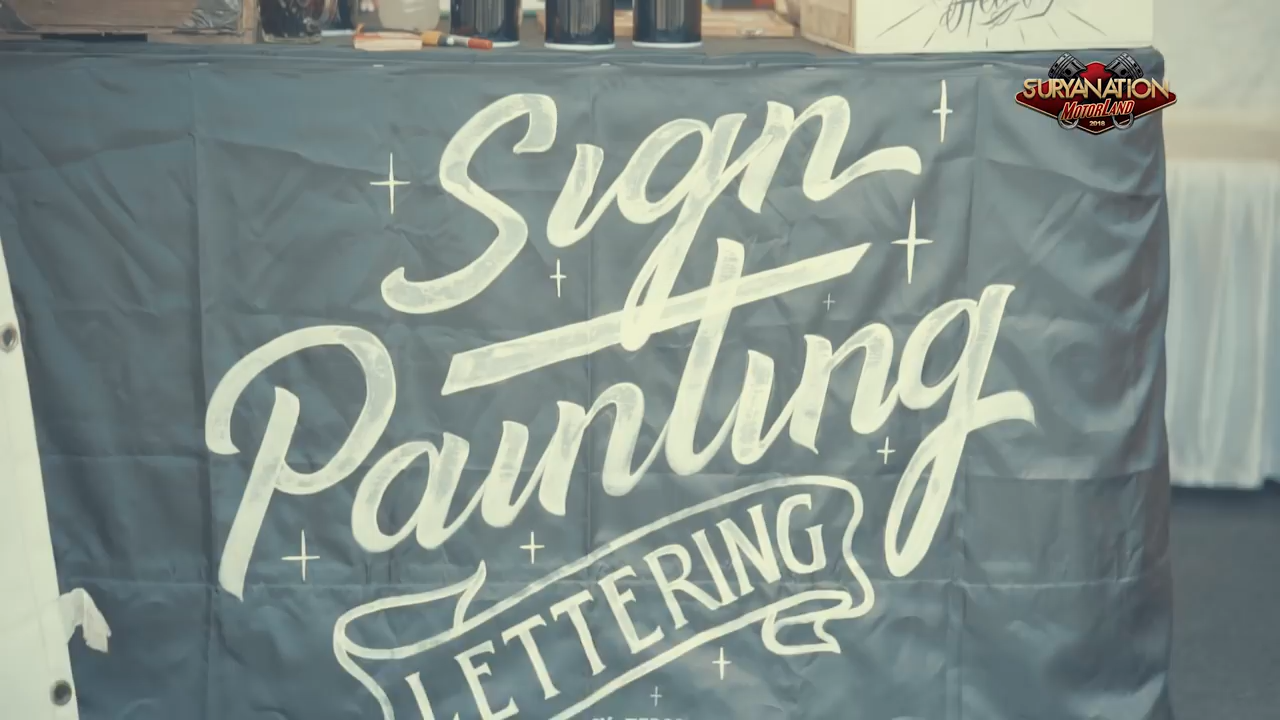 SURYANATION
MOTORLAND
2018
Sign
Painting
LETTERING